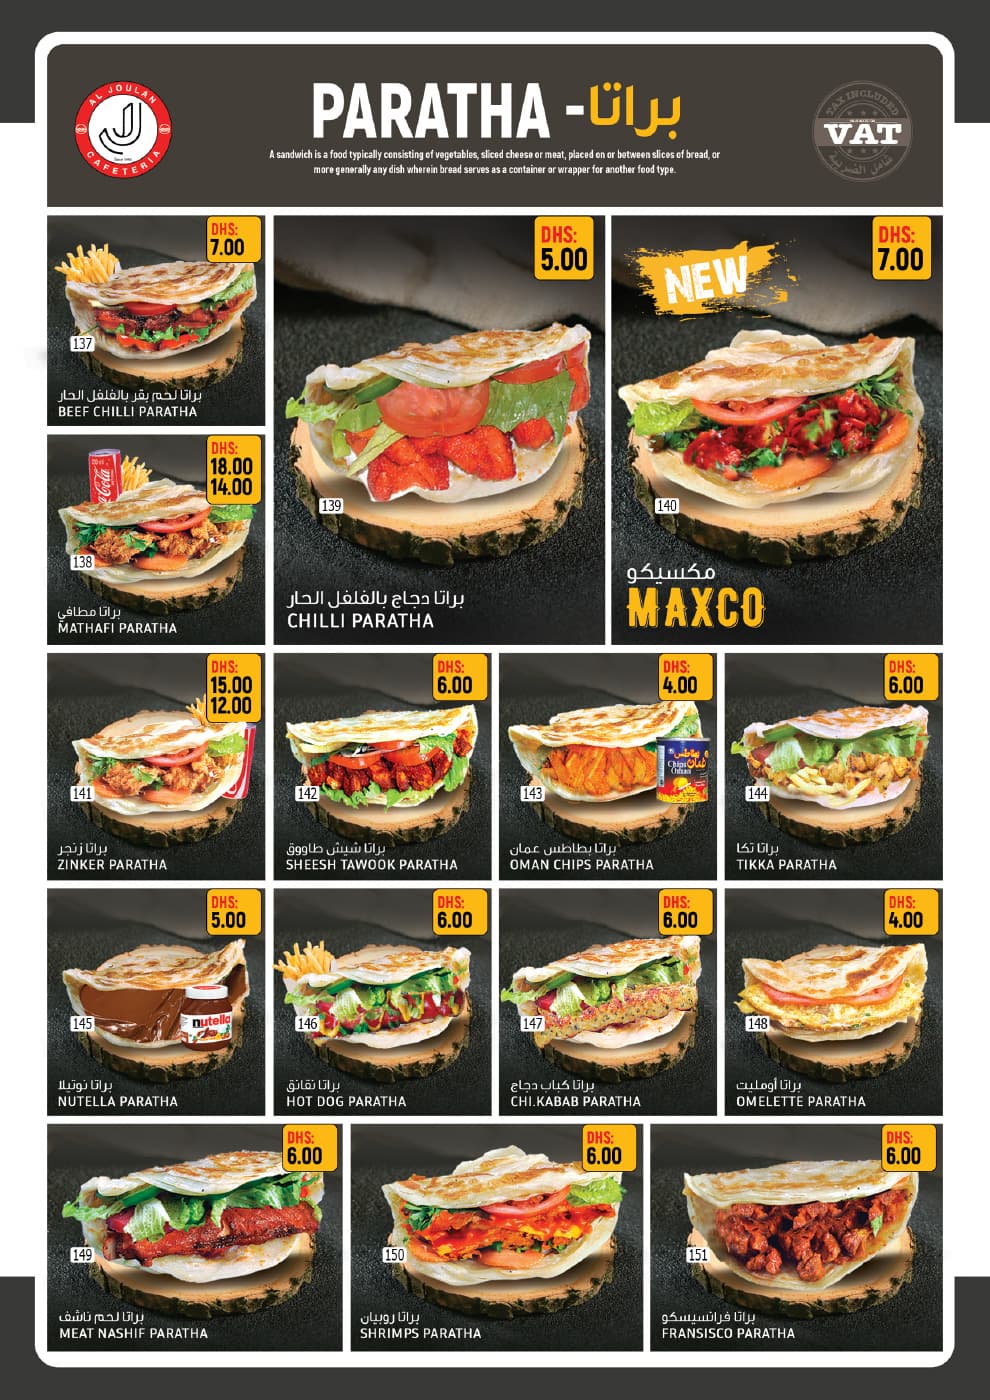 AL JOULAN
CAFETERIA
PARATHA - براتا
A sandwich is a food typically consisting of vegetables, sliced cheese or meat, placed on or between slices of bread, or
more generally any dish wherein bread serves as a container or wrapper for another food type.
TAX INCLUDED
VAT
شامل الضريبة
DHS:
7.00
137
براتا لحم بقر بالفلفل الحار
BEEF CHILLI PARATHA
DHS:
18.00
14.00
138
براتا مطافي
MATHAFI PARATHA
DHS:
5.00
139
براتا دجاج بالفلفل الحار
CHILLI PARATHA
DHS:
7.00
NEW
140
مكسيكو
MAXCO
DHS:
15.00
12.00
141
براتا زنجر
ZINKER PARATHA
DHS:
6.00
142
براتا شيش طاووق
SHEESH TAWOOK PARATHA
DHS:
4.00
بطاطس
عمان
Chips
Oman
143
براتا بطاطس عمان
OMAN CHIPS PARATHA
DHS:
6.00
144
براتا تكا
TIKKA PARATHA
DHS:
5.00
nutella
145
براتا نوتيلا
NUTELLA PARATHA
DHS:
6.00
146
براتا نقانق
HOT DOG PARATHA
DHS:
6.00
147
براتا كباب دجاج
CHI.KABAB PARATHA
DHS:
4.00
148
براتا أومليت
OMELETTE PARATHA
DHS:
6.00
149
براتا لحم ناشف
MEAT NASHIF PARATHA
DHS:
6.00
150
براتا روبيان
SHRIMPS PARATHA
DHS:
6.00
151
براتا فرانسيسكو
FRANSISCO PARATHA